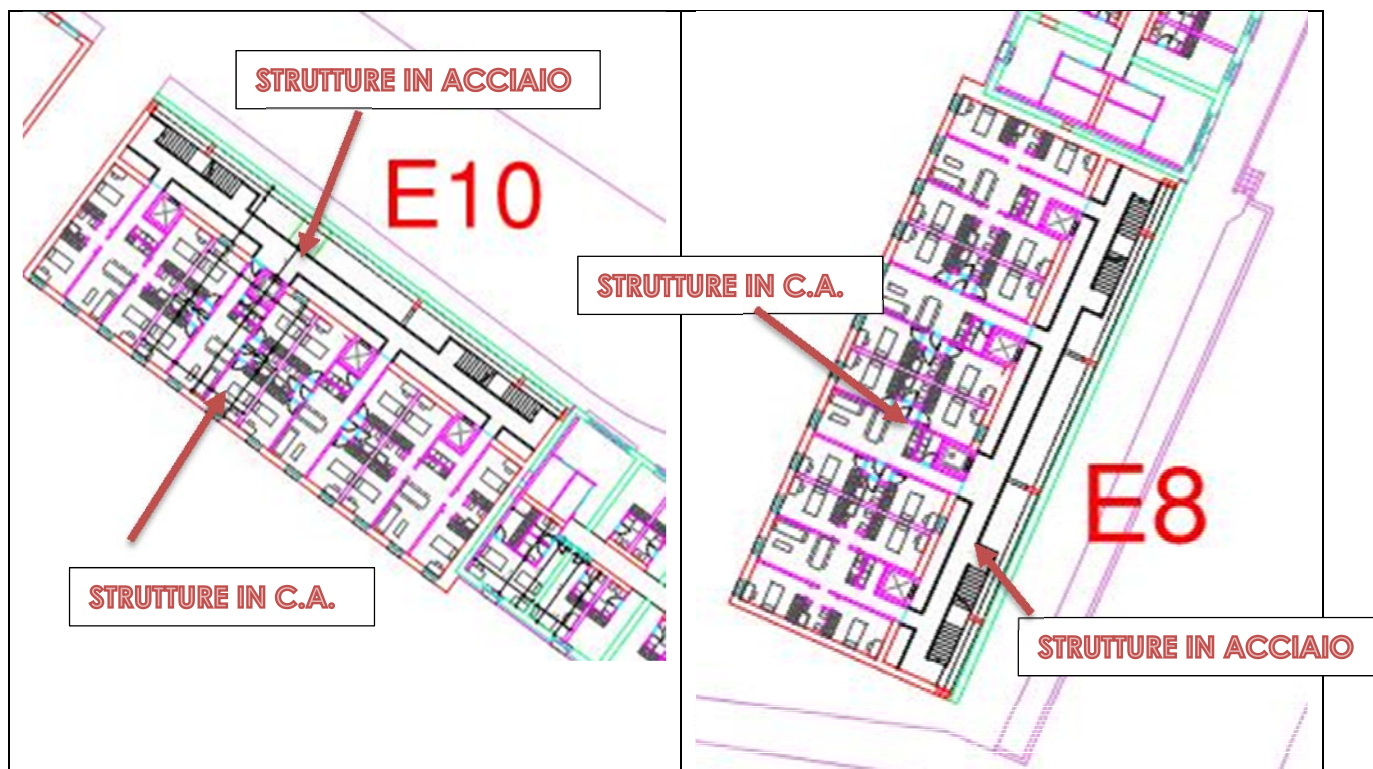 STRUTTURE IN ACCIAIO
E10
STRUTTURE IN C.A.
STRUTTURE IN C.A.
E8
STRUTTURE IN ACCIAIO